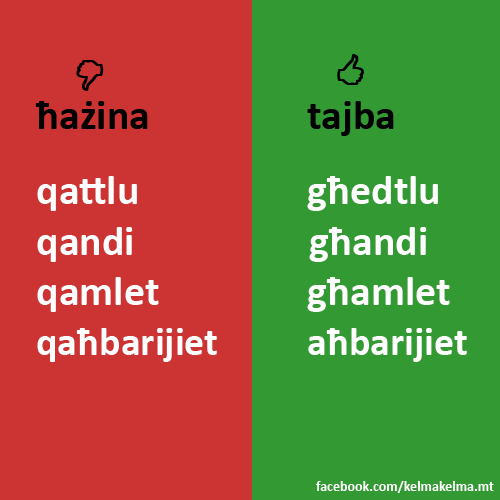 ħażina
qattlu
qandi
qamlet
qaħbarijiet
tajba
għedtlu
għandi
għamlet
aħbarijiet
facebook.com/kelmakelma.mt